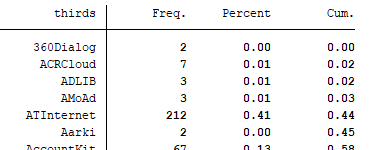 thirds Freq. Percent Cum.
360Dialog 2 0.00 0.00
ACRCloud 7 0.01 0.02
ADLIB 3 0.01 0.02
AMoAd 3 0.01 0.03
ATInternet 212 0.41 0.44
Aarki 2 0.00 0.45
AccountKit 67 0.13 0.58